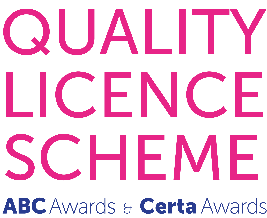 QUALITY
LICENCE
SCHEME
ABC Awards & Certa Awards